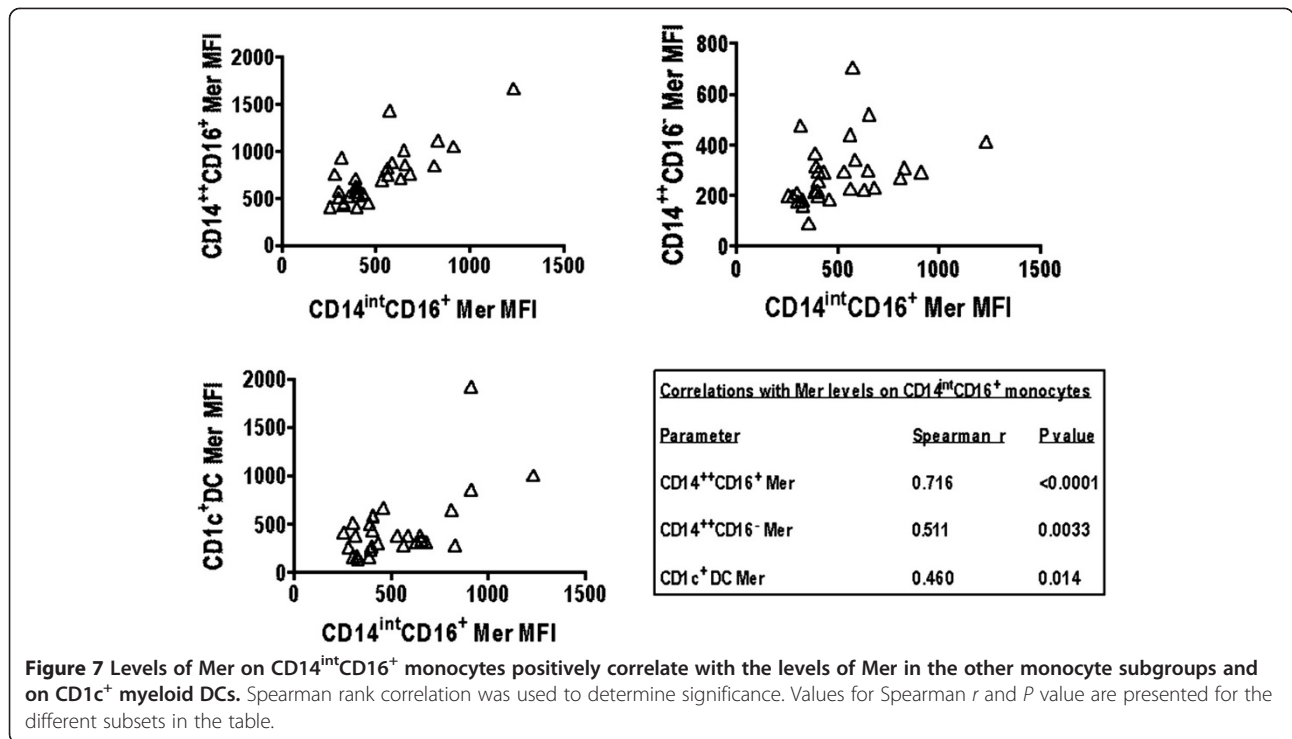 2000
1500
1000
500
0
0 500 1000 1500
CD14⁺⁺CD16⁺ Mer MFI
CD14ⁱⁿᵗCD16⁺ Mer MFI
800
600
400
200
0
0 500 1000 1500
CD14⁺⁺CD16⁻ Mer MFI
CD14ⁱⁿᵗCD16⁺ Mer MFI
2000
1500
1000
500
0
0 500 1000 1500
CD1c⁺DC Mer MFI
CD14ⁱⁿᵗCD16⁺ Mer MFI
Correlations with Mer levels on CD14ⁱⁿᵗCD16⁺ monocytes
Parameter Spearman r P value
CD14⁺⁺CD16⁺ Mer 0.716 <0.0001
CD14⁺⁺CD16⁻ Mer 0.511 0.0033
CD1c⁺ DC Mer 0.460 0.014
Figure 7 Levels of Mer on CD14ⁱⁿᵗCD16⁺ monocytes positively correlate with the levels of Mer in the other monocyte subgroups and
on CD1c⁺ myeloid DCs. Spearman rank correlation was used to determine significance. Values for Spearman r and P value are presented for the
different subsets in the table.